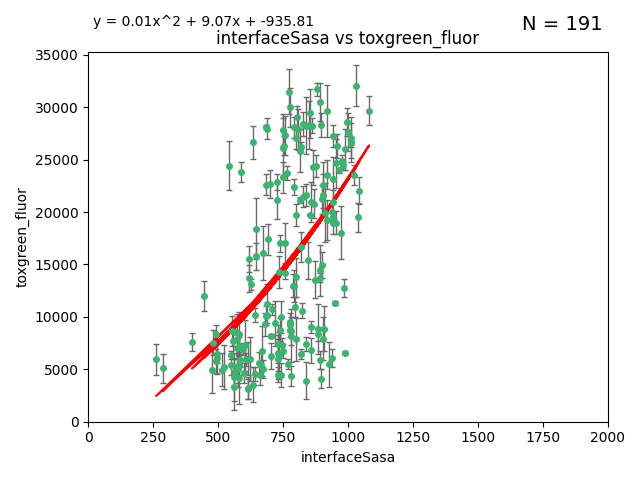 y = 0.01x^2 + 9.07x + -935.81
N = 191
interfaceSasa vs toxgreen_fluor
35000
30000
25000
20000
15000
10000
5000
0
toxgreen_fluor
0 250 500 750 1000 1250 1500 1750 2000
interfaceSasa